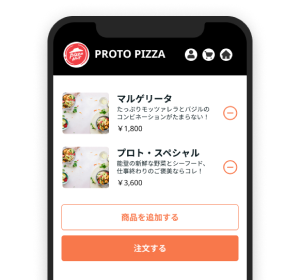 PROTO PIZZA
マルゲリータ
たっぷりモッツァレラとバジルの
コンビネーションがたまらない！
￥1,800
プロト・スペシャル
能登の新鮮な野菜とシーフード、
仕事終わりのご褒美ならコレ！
￥3,600
商品を追加する
注文する